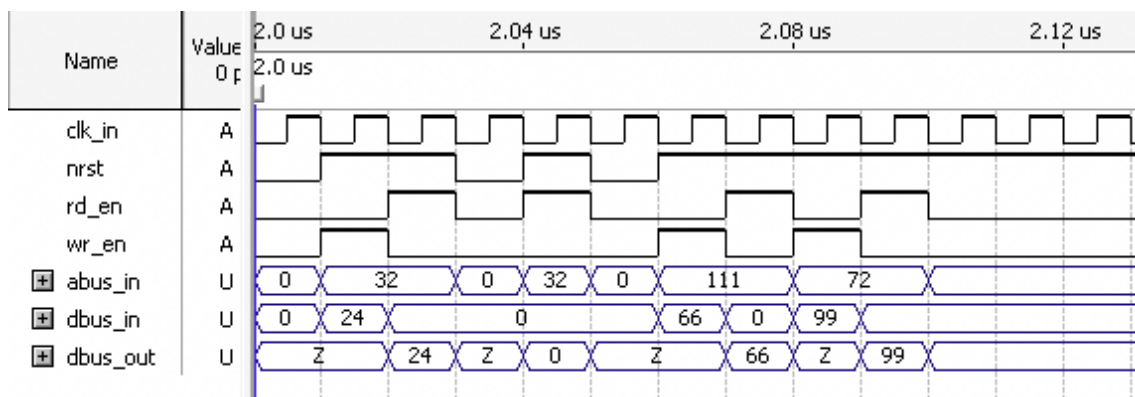 Name
Value
0 p
2.0 us 2.04 us 2.08 us 2.12 us
2.0 us
clk_in A
nrst A
rd_en A
wr_en A
abus_in U 0 32 0 32 0 111 72
dbus_in U 0 24 0 66 0 99
dbus_out U Z 24 Z 0 Z 66 Z 99